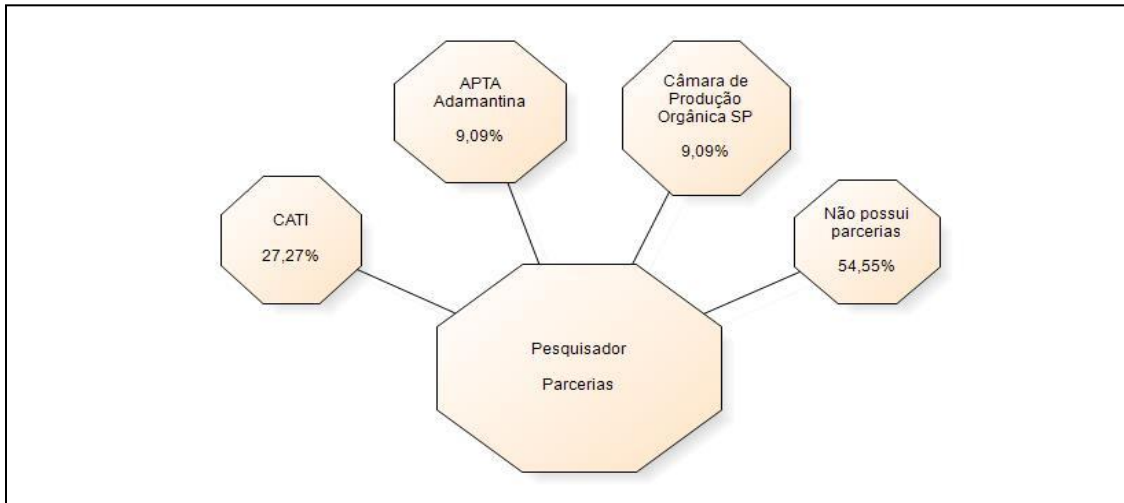 CATI
27,27%
APTA
Adamantina
9,09%
Câmara de
Produção
Orgânica SP
9,09%
Não possui
parcerias
54,55%
Pesquisador
Parcerias